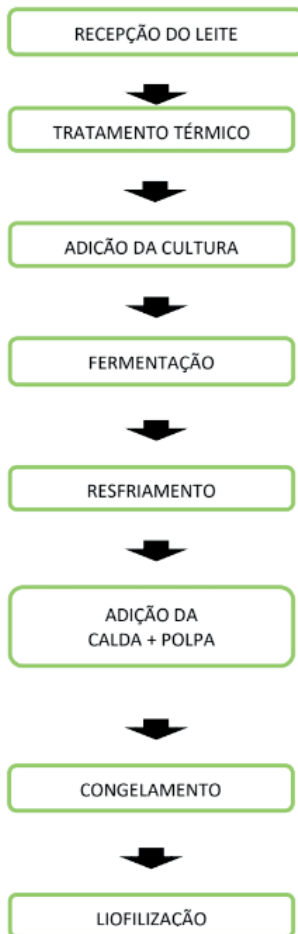 RECEPÇÃO DO LEITE
TRATAMENTO TÉRMICO
ADICÃO DA CULTURA
FERMENTAÇÃO
RESFRIAMENTO
ADIÇÃO DA
CALDA + POLPA
CONGELAMENTO
LIOFILIZAÇÃO